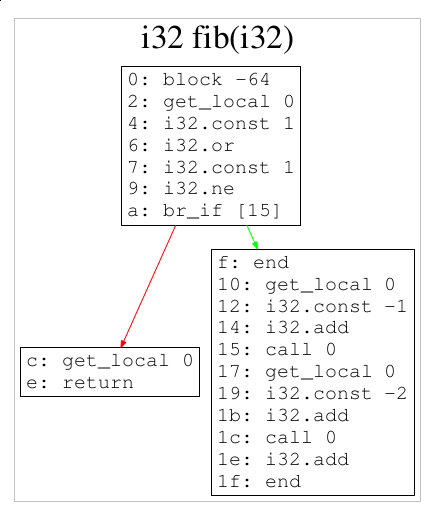 i32 fib(i32)
0: block -64
2: get_local 0
4: i32.const 1
6: i32.or
7: i32.const 1
9: i32.ne
a: br_if [15]
f: end
10: get_local 0
12: i32.const -1
14: i32.add
15: call 0
17: get_local 0
19: i32.const -2
1b: i32.add
1c: call 0
1e: i32.add
1f: end
c: get_local 0
e: return